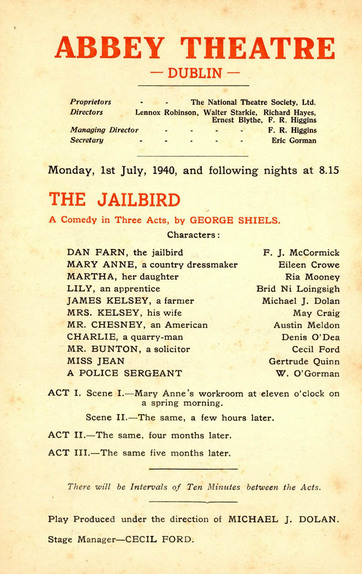 ABBEY THEATRE
— DUBLIN —
Proprietors - - The National Theatre Society, Ltd.
Directors Lennox Robinson, Walter Starkie, Richard Hayes,
Ernest Blythe, F. R. Higgins
Managing Director - - - - F. R. Higgins
Secretary - - - - - Eric Gorman
Monday, 1st July, 1940, and following nights at 8.15
THE JAILBIRD
A Comedy in Three Acts, by GEORGE SHIELS.
Characters:
DAN FARN, the jailbird F. J. McCormick
MARY ANNE, a country dressmaker Eileen Crowe
MARTHA, her daughter Ria Mooney
LILY, an apprentice Brid Ni Loingsigh
JAMES KELSEY, a farmer Michael J. Dolan
MRS. KELSEY, his wife May Craig
MR. CHESNEY, an American Austin Meldon
CHARLIE, a quarry-man Denis O'Dea
MR. BUNTON, a solicitor Cecil Ford
MISS JEAN Gertrude Quinn
A POLICE SERGEANT W. O'Gorman
ACT I. Scene I.—Mary Anne's workroom at eleven o'clock on
a spring morning.
Scene II.—The same, a few hours later.
ACT II.—The same, four months later.
ACT III.—The same five months later.
There will be Intervals of Ten Minutes between the Acts.
Play Produced under the direction of MICHAEL J. DOLAN.
Stage Manager—CECIL FORD.